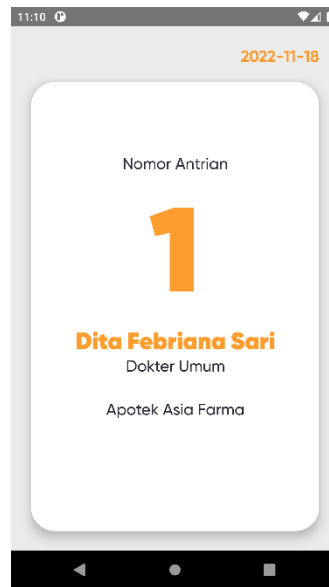 11:10
2022-11-18
Nomor Antrian
1
Dita Febriana Sari
Dokter Umum
Apotek Asia Farma